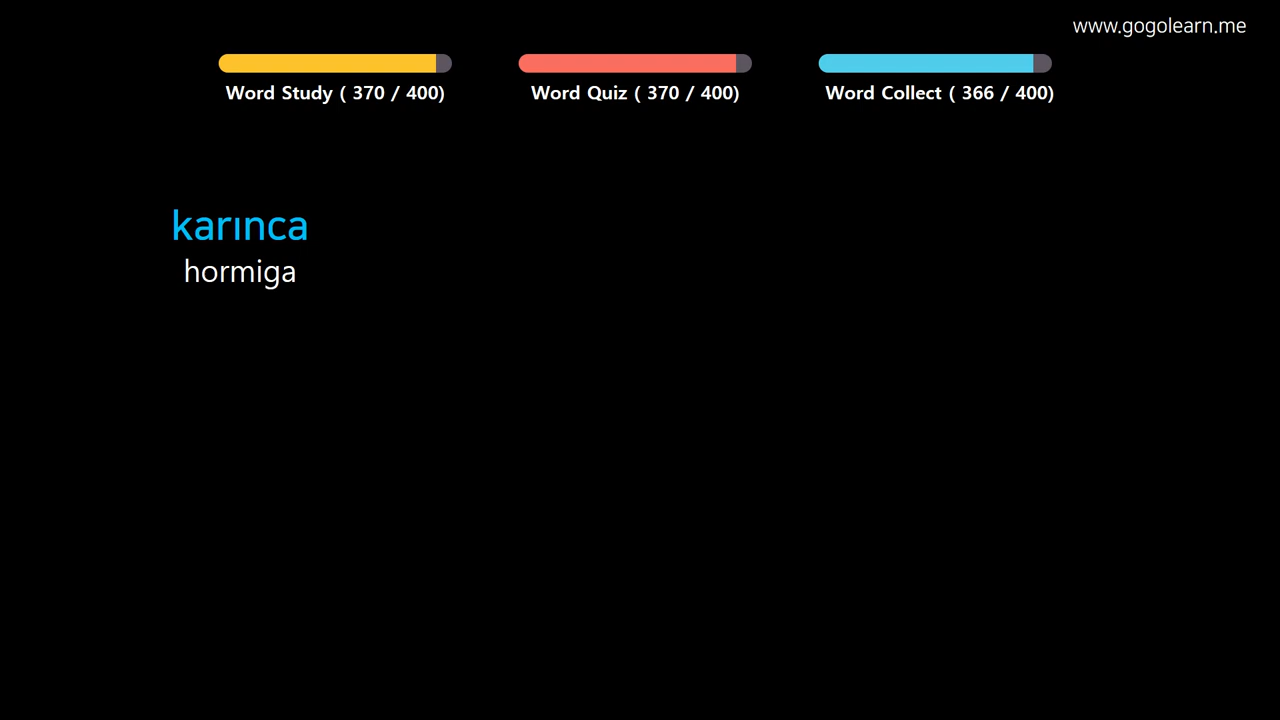 www.gogolearn.me
Word Study ( 370 / 400)
Word Quiz ( 370 / 400)
Word Collect ( 366 / 400)
karınca
hormiga